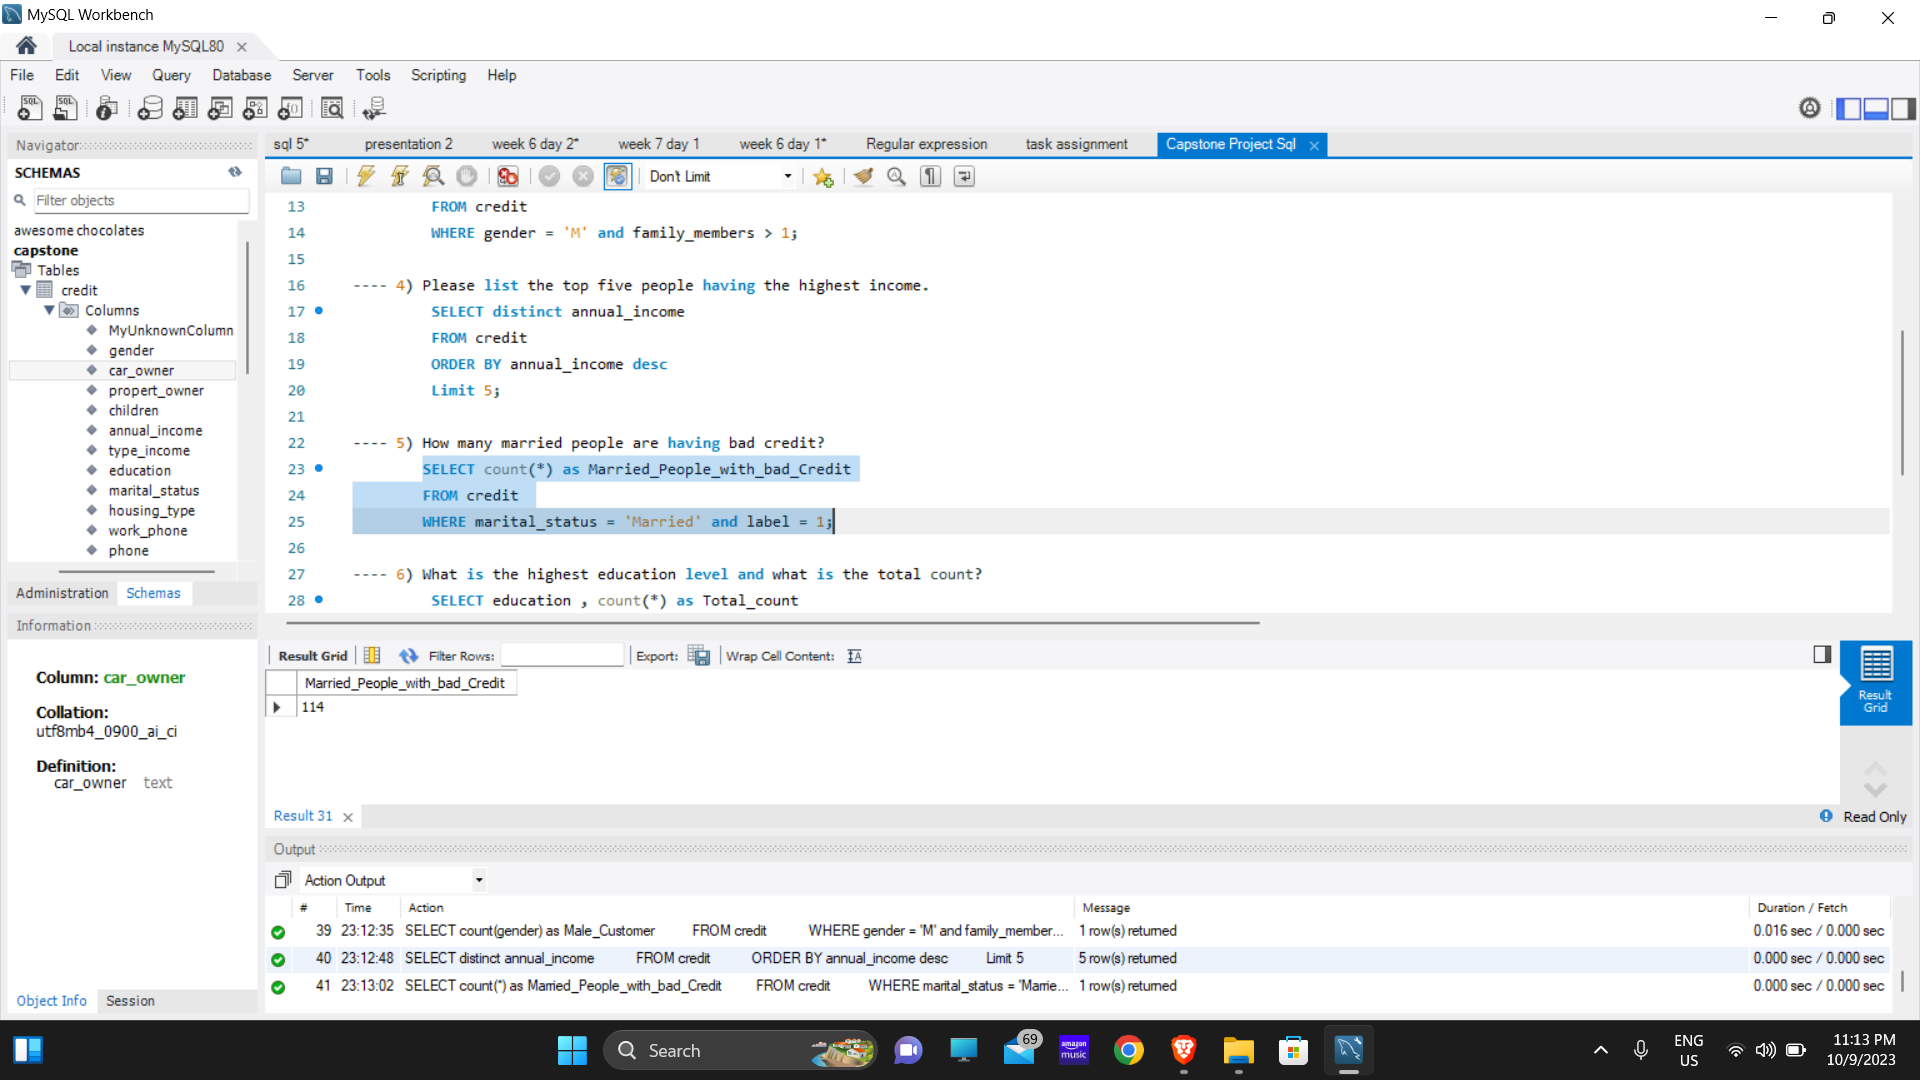 MySQL Workbench
Local instance MySQL80
File Edit View Query Database Server Tools Scripting Help
Navigator
SCHEMAS
Filter objects
awesome chocolates
capstone
Tables
credit
Columns
MyUnknownColumn
gender
car_owner
propert_owner
children
annual_income
type_income
education
marital_status
housing_type
work_phone
phone
Administration Schemas
Information
Column: car_owner
Collation:
utf8mb4_0900_ai_ci
Definition:
car_owner text
Object Info Session
sql 5* presentation 2 week 6 day 2* week 7 day 1 week 6 day 1* Regular expression task assignment Capstone Project Sql
Don't Limit
13 FROM credit
14 WHERE gender = 'M' and family_members > 1;
15
16 ---- 4) Please list the top five people having the highest income.
17 SELECT distinct annual_income
18 FROM credit
19 ORDER BY annual_income desc
20 Limit 5;
21
22 ---- 5) How many married people are having bad credit?
23 SELECT count(*) as Married_People_with_bad_Credit
24 FROM credit
25 WHERE marital_status = 'Married' and label = 1;
26
27 ---- 6) What is the highest education level and what is the total count?
28 SELECT education , count(*) as Total_count
Result Grid Filter Rows: Export: Wrap Cell Content:
Married_People_with_bad_Credit
114
Result Grid
Result 31
Read Only
Output
Action Output
# Time Action Message Duration / Fetch
39 23:12:35 SELECT count(gender) as Male_Customer FROM credit WHERE gender = 'M' and family_member... 1 row(s) returned 0.016 sec / 0.000 sec
40 23:12:48 SELECT distinct annual_income FROM credit ORDER BY annual_income desc Limit 5 5 row(s) returned 0.000 sec / 0.000 sec
41 23:13:02 SELECT count(*) as Married_People_with_bad_Credit FROM credit WHERE marital_status = 'Marrie... 1 row(s) returned 0.000 sec / 0.000 sec
Search
69
amazon music
ENG
US
11:13 PM
10/9/2023